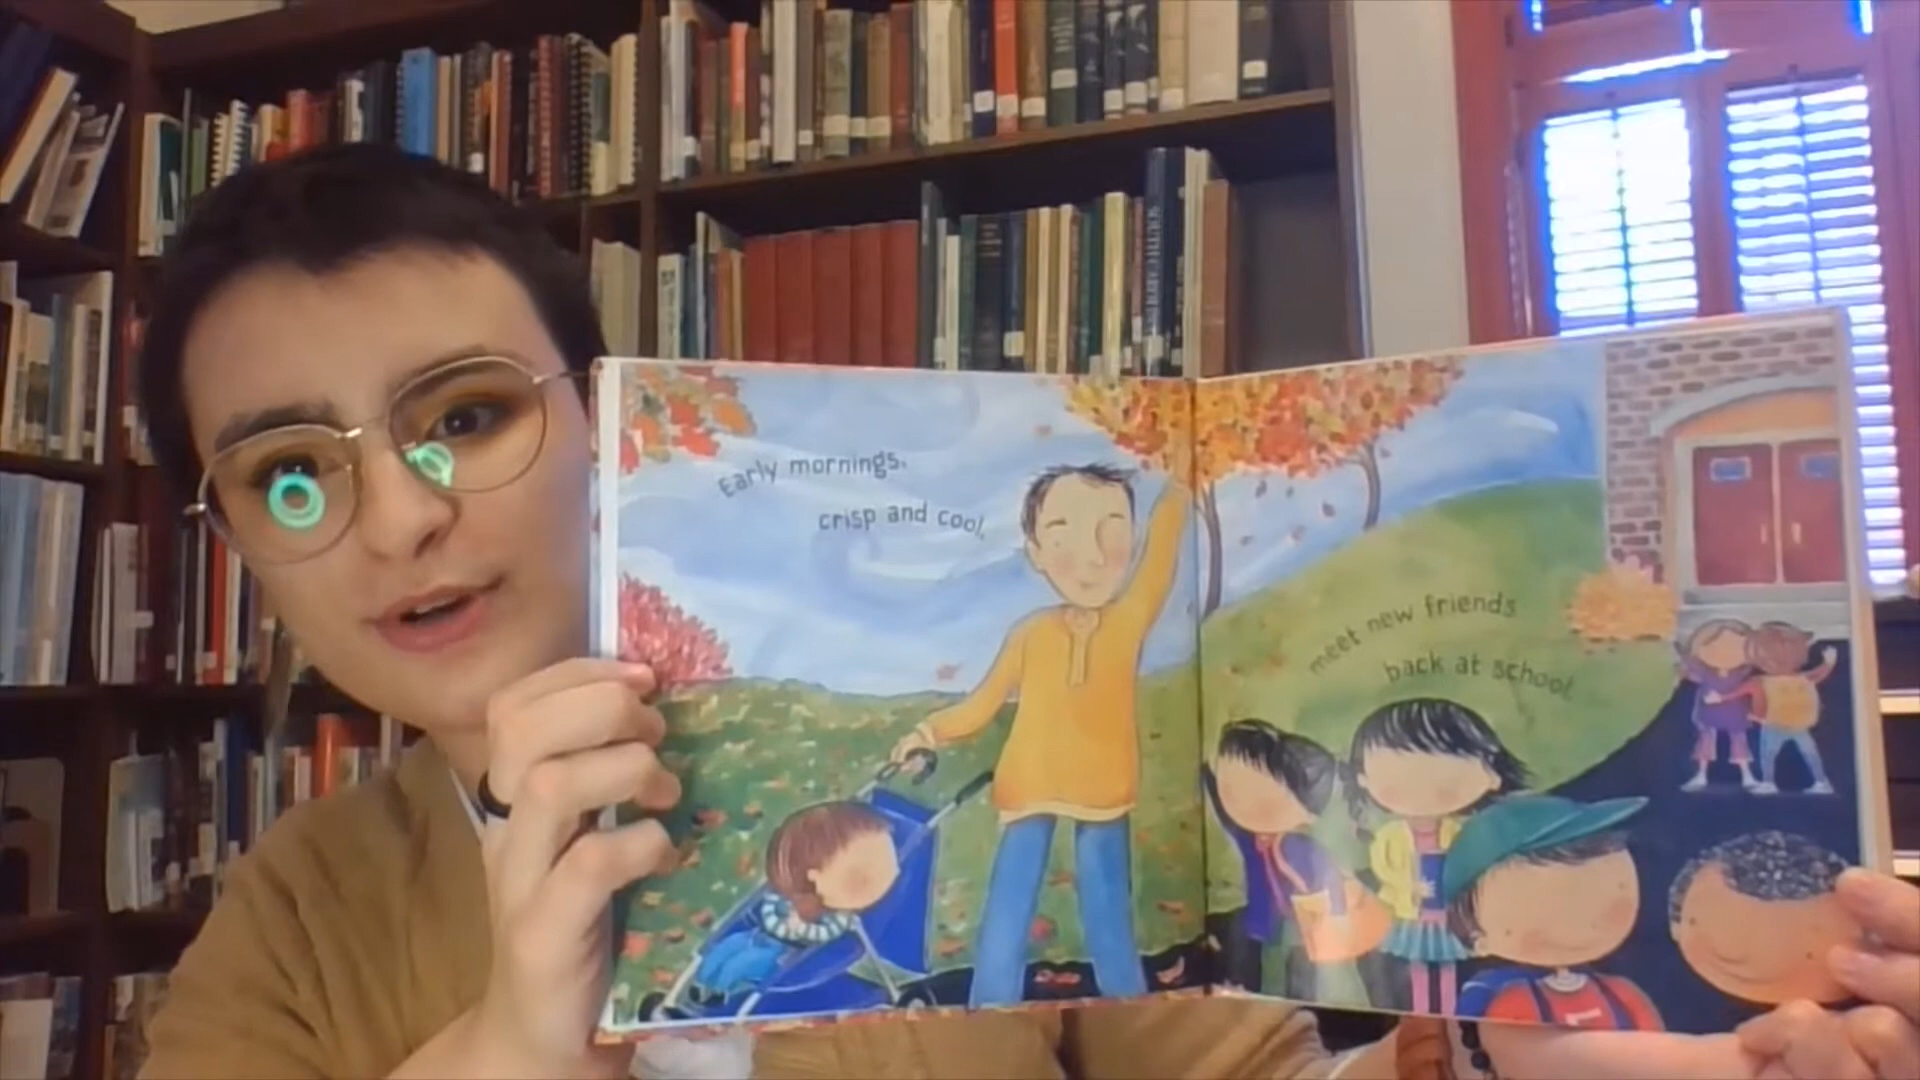 Early mornings,
crisp and cool,
meet new friends
back at school